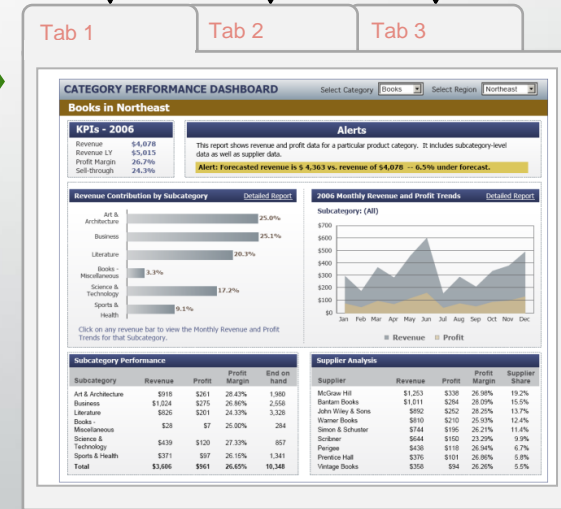 Tab 1
Tab 2
Tab 3
CATEGORY PERFORMANCE DASHBOARD
Select Category Books
Select Region Northeast
Books in Northeast
KPIs - 2006
Revenue $4,078
Revenue LY $5,015
Profit Margin 26.7%
Sell-through 24.3%
Alerts
This report shows revenue and profit data for a particular product category. It includes subcategory-level
data as well as supplier data.
Alert: Forecasted revenue is $ 4,363 vs. revenue of $4,078 -- 6.5% under forecast.
Revenue Contribution by Subcategory Detailed Report
Art &
Architecture
25.0%
Business 25.1%
Literature 20.3%
Books -
Miscellaneous
3.3%
Science &
Technology
17.2%
Sports &
Health
9.1%
Click on any revenue bar to view the Monthly Revenue and Profit
Trends for that Subcategory.
2006 Monthly Revenue and Profit Trends Detailed Report
Subcategory: (All)
$700
$600
$500
$400
$300
$200
$100
$0
Jan Feb Mar Apr May Jun Jul Aug Sep Oct Nov Dec
Revenue Profit
Subcategory Performance
Subcategory Revenue Profit Profit Margin End on hand
Art & Architecture $918 $261 28.43% 1,980
Business $1,024 $275 26.86% 2,558
Literature $826 $201 24.33% 3,328
Books -
Miscellaneous $28 $7 25.00% 284
Science &
Technology $439 $120 27.33% 857
Sports & Health $371 $97 26.15% 1,341
Total $3,606 $961 26.65% 10,348
Supplier Analysis
Supplier Revenue Profit Profit Margin Supplier Share
McGraw Hill $1,253 $338 26.98% 19.2%
Bantam Books $1,011 $284 28.09% 15.5%
John Wiley & Sons $892 $252 28.25% 13.7%
Warner Books $810 $210 25.93% 12.4%
Simon & Schuster $744 $195 26.21% 11.4%
Scribner $644 $150 23.29% 9.9%
Perigee $438 $118 26.94% 6.7%
Prentice Hall $376 $101 26.86% 5.8%
Vintage Books $358 $94 26.26% 5.5%